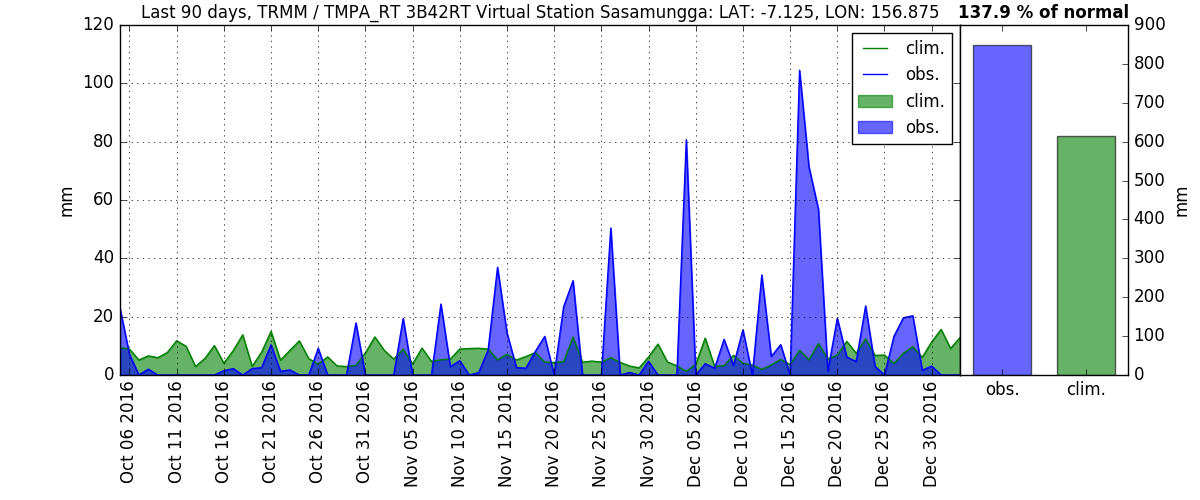 Last 90 days, TRMM / TMPA_RT 3B42RT Virtual Station Sasamungga: LAT: -7.125, LON: 156.875
137.9 % of normal
120
100
80
60
40
20
0
mm
clim.
obs.
clim.
obs.
900
800
700
600
500
400
300
200
100
0
mm
obs.
clim.
Oct 06 2016
Oct 11 2016
Oct 16 2016
Oct 21 2016
Oct 26 2016
Oct 31 2016
Nov 05 2016
Nov 10 2016
Nov 15 2016
Nov 20 2016
Nov 25 2016
Nov 30 2016
Dec 05 2016
Dec 10 2016
Dec 15 2016
Dec 20 2016
Dec 25 2016
Dec 30 2016